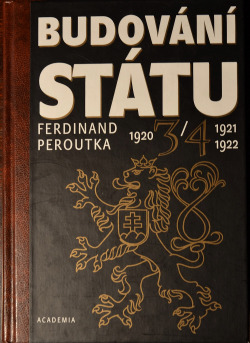 BUDOVÁNÍ
STÁTU
FERDINAND
PEROUTKA
1920 3/4 1921
1922
ACADEMIA